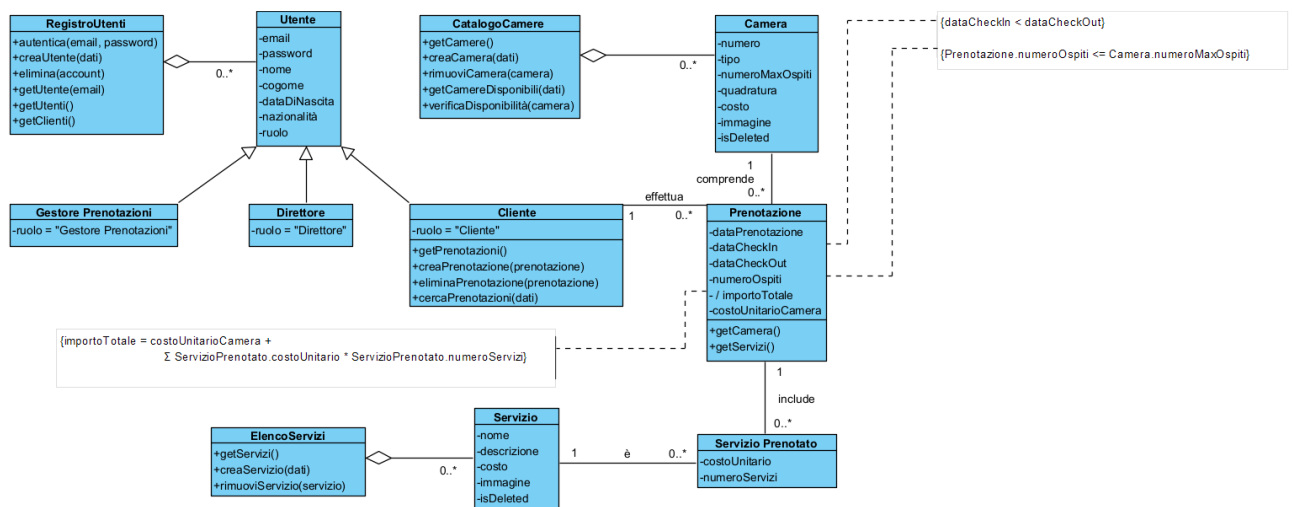 RegistroUtenti
+autentica(email, password)
+creaUtente(dati)
+elimina(account)
+getUtente(email)
+getUtenti()
+getClienti()
0..*
Utente
-email
-password
-nome
-cogome
-dataDiNascita
-nazionalità
-ruolo
CatalogoCamere
+getCamere()
+creaCamera(dati)
+rimuoviCamera(camera)
+getCamereDisponibili(dati)
+verificaDisponibilità(camera)
0..*
Camera
-numero
-tipo
-numeroMaxOspiti
-quadratura
-costo
-immagine
-isDeleted
{dataCheckIn < dataCheckOut}
{Prenotazione.numeroOspiti <= Camera.numeroMaxOspiti}
1
comprende
0..*
Gestore Prenotazioni
-ruolo = "Gestore Prenotazioni"
Direttore
-ruolo = "Direttore"
Cliente
-ruolo = "Cliente"
+getPrenotazioni()
+creaPrenotazione(prenotazione)
+eliminaPrenotazione(prenotazione)
+cercaPrenotazioni(dati)
effettua
1
0..*
Prenotazione
-dataPrenotazione
-dataCheckIn
-dataCheckOut
-numeroOspiti
- / importoTotale
-costoUnitarioCamera
+getCamera()
+getServizi()
{importoTotale = costoUnitarioCamera +
Σ ServizioPrenotato.costoUnitario * ServizioPrenotato.numeroServizi}
1
include
0..*
ElencoServizi
+getServizi()
+creaServizio(dati)
+rimuoviServizio(servizio)
0..*
Servizio
-nome
-descrizione
-costo
-immagine
-isDeleted
1
è
0..*
Servizio Prenotato
-costoUnitario
-numeroServizi